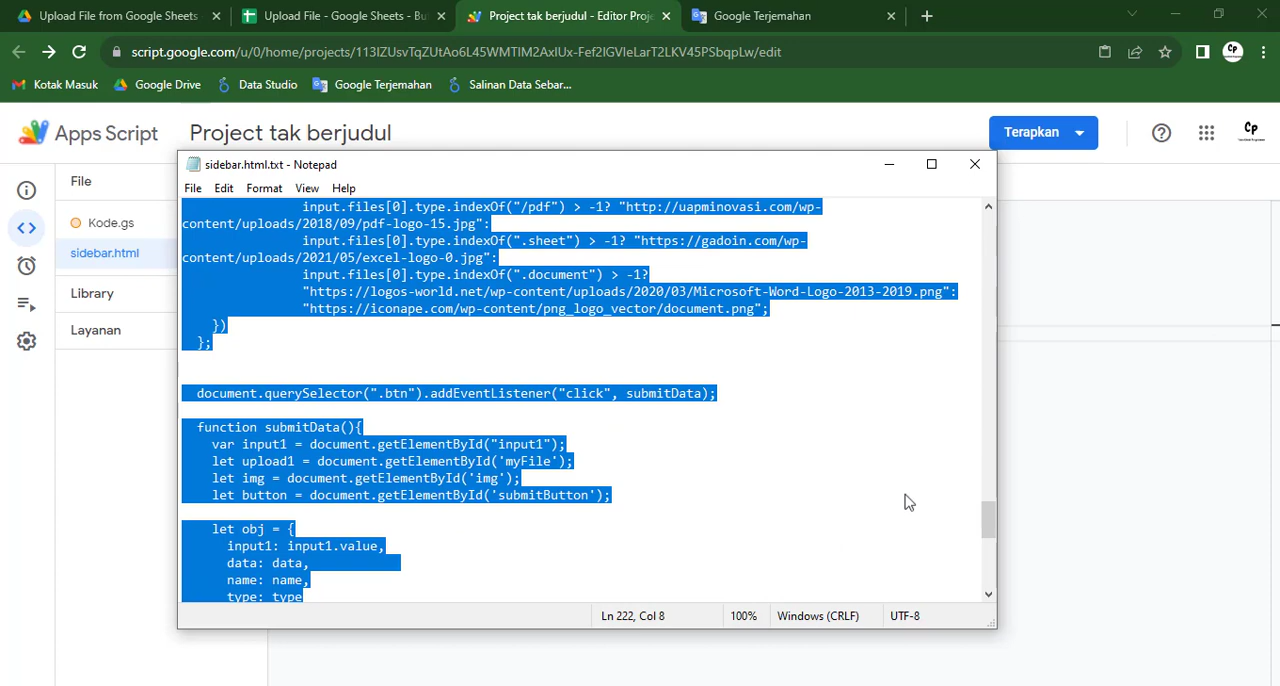 Upload File from Google Sheets
Upload File - Google Sheets - Bu
Project tak berjudul - Editor Proje
Google Terjemahan
script.google.com/u/0/home/projects/113IZUsvTqZUtAo6L45WMTlM2AxlUx-Fef2lGVIeLarT2LKV45PSbqpLw/edit
Kotak Masuk
Google Drive
Data Studio
Google Terjemahan
Salinan Data Sebar...
Apps Script
Project tak berjudul
Terapkan
Cp
File
Kode.gs
sidebar.html
Library
Layanan
sidebar.html.txt - Notepad
File Edit Format View Help
input.files[0].type.indexOf("/pdf") > -1? "http://uapminovasi.com/wp-
content/uploads/2018/09/pdf-logo-15.jpg":
input.files[0].type.indexOf(".sheet") > -1? "https://gadoin.com/wp-
content/uploads/2021/05/excel-logo-0.jpg":
input.files[0].type.indexOf(".document") > -1?
"https://logos-world.net/wp-content/uploads/2020/03/Microsoft-Word-Logo-2013-2019.png":
"https://iconape.com/wp-content/png_logo_vector/document.png";
})
};
document.querySelector(".btn").addEventListener("click", submitData);
function submitData(){
var input1 = document.getElementById("input1");
let upload1 = document.getElementById('myFile');
let img = document.getElementById('img');
let button = document.getElementById('submitButton');
let obj = {
input1: input1.value,
data: data,
name: name,
type: type
Ln 222, Col 8
100%
Windows (CRLF)
UTF-8